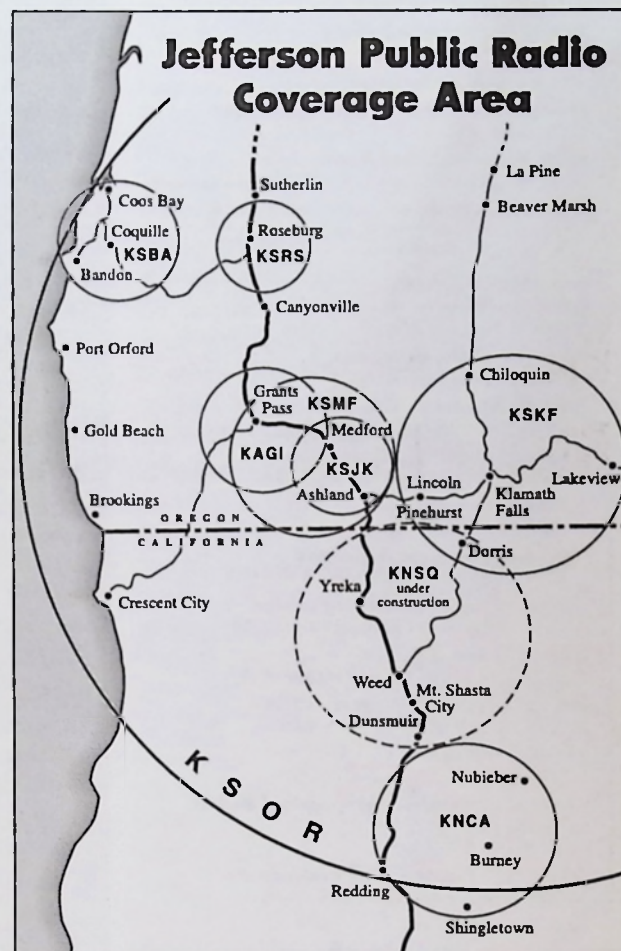 Jefferson Public Radio
Coverage Area
La Pine
Sutherlin
Beaver Marsh
Coos Bay
Coquille
KSBA
Bandon
Roseburg
KSRS
Canyonville
Port Orford
Chiloquin
Grants
Pass
KSMF
KSKF
Gold Beach
Medford
KAGI
KSJK
Lakeview
Ashland
Lincoln
Pinehurst
Klamath
Falls
Brookings
OREGON
CALIFORNIA
Dorris
KNSQ
under
construction
Yreka
Crescent City
Weed
Mt. Shasta
City
Dunsmuir
KSOR
Nubieber
KNCA
Burney
Redding
Shingletown